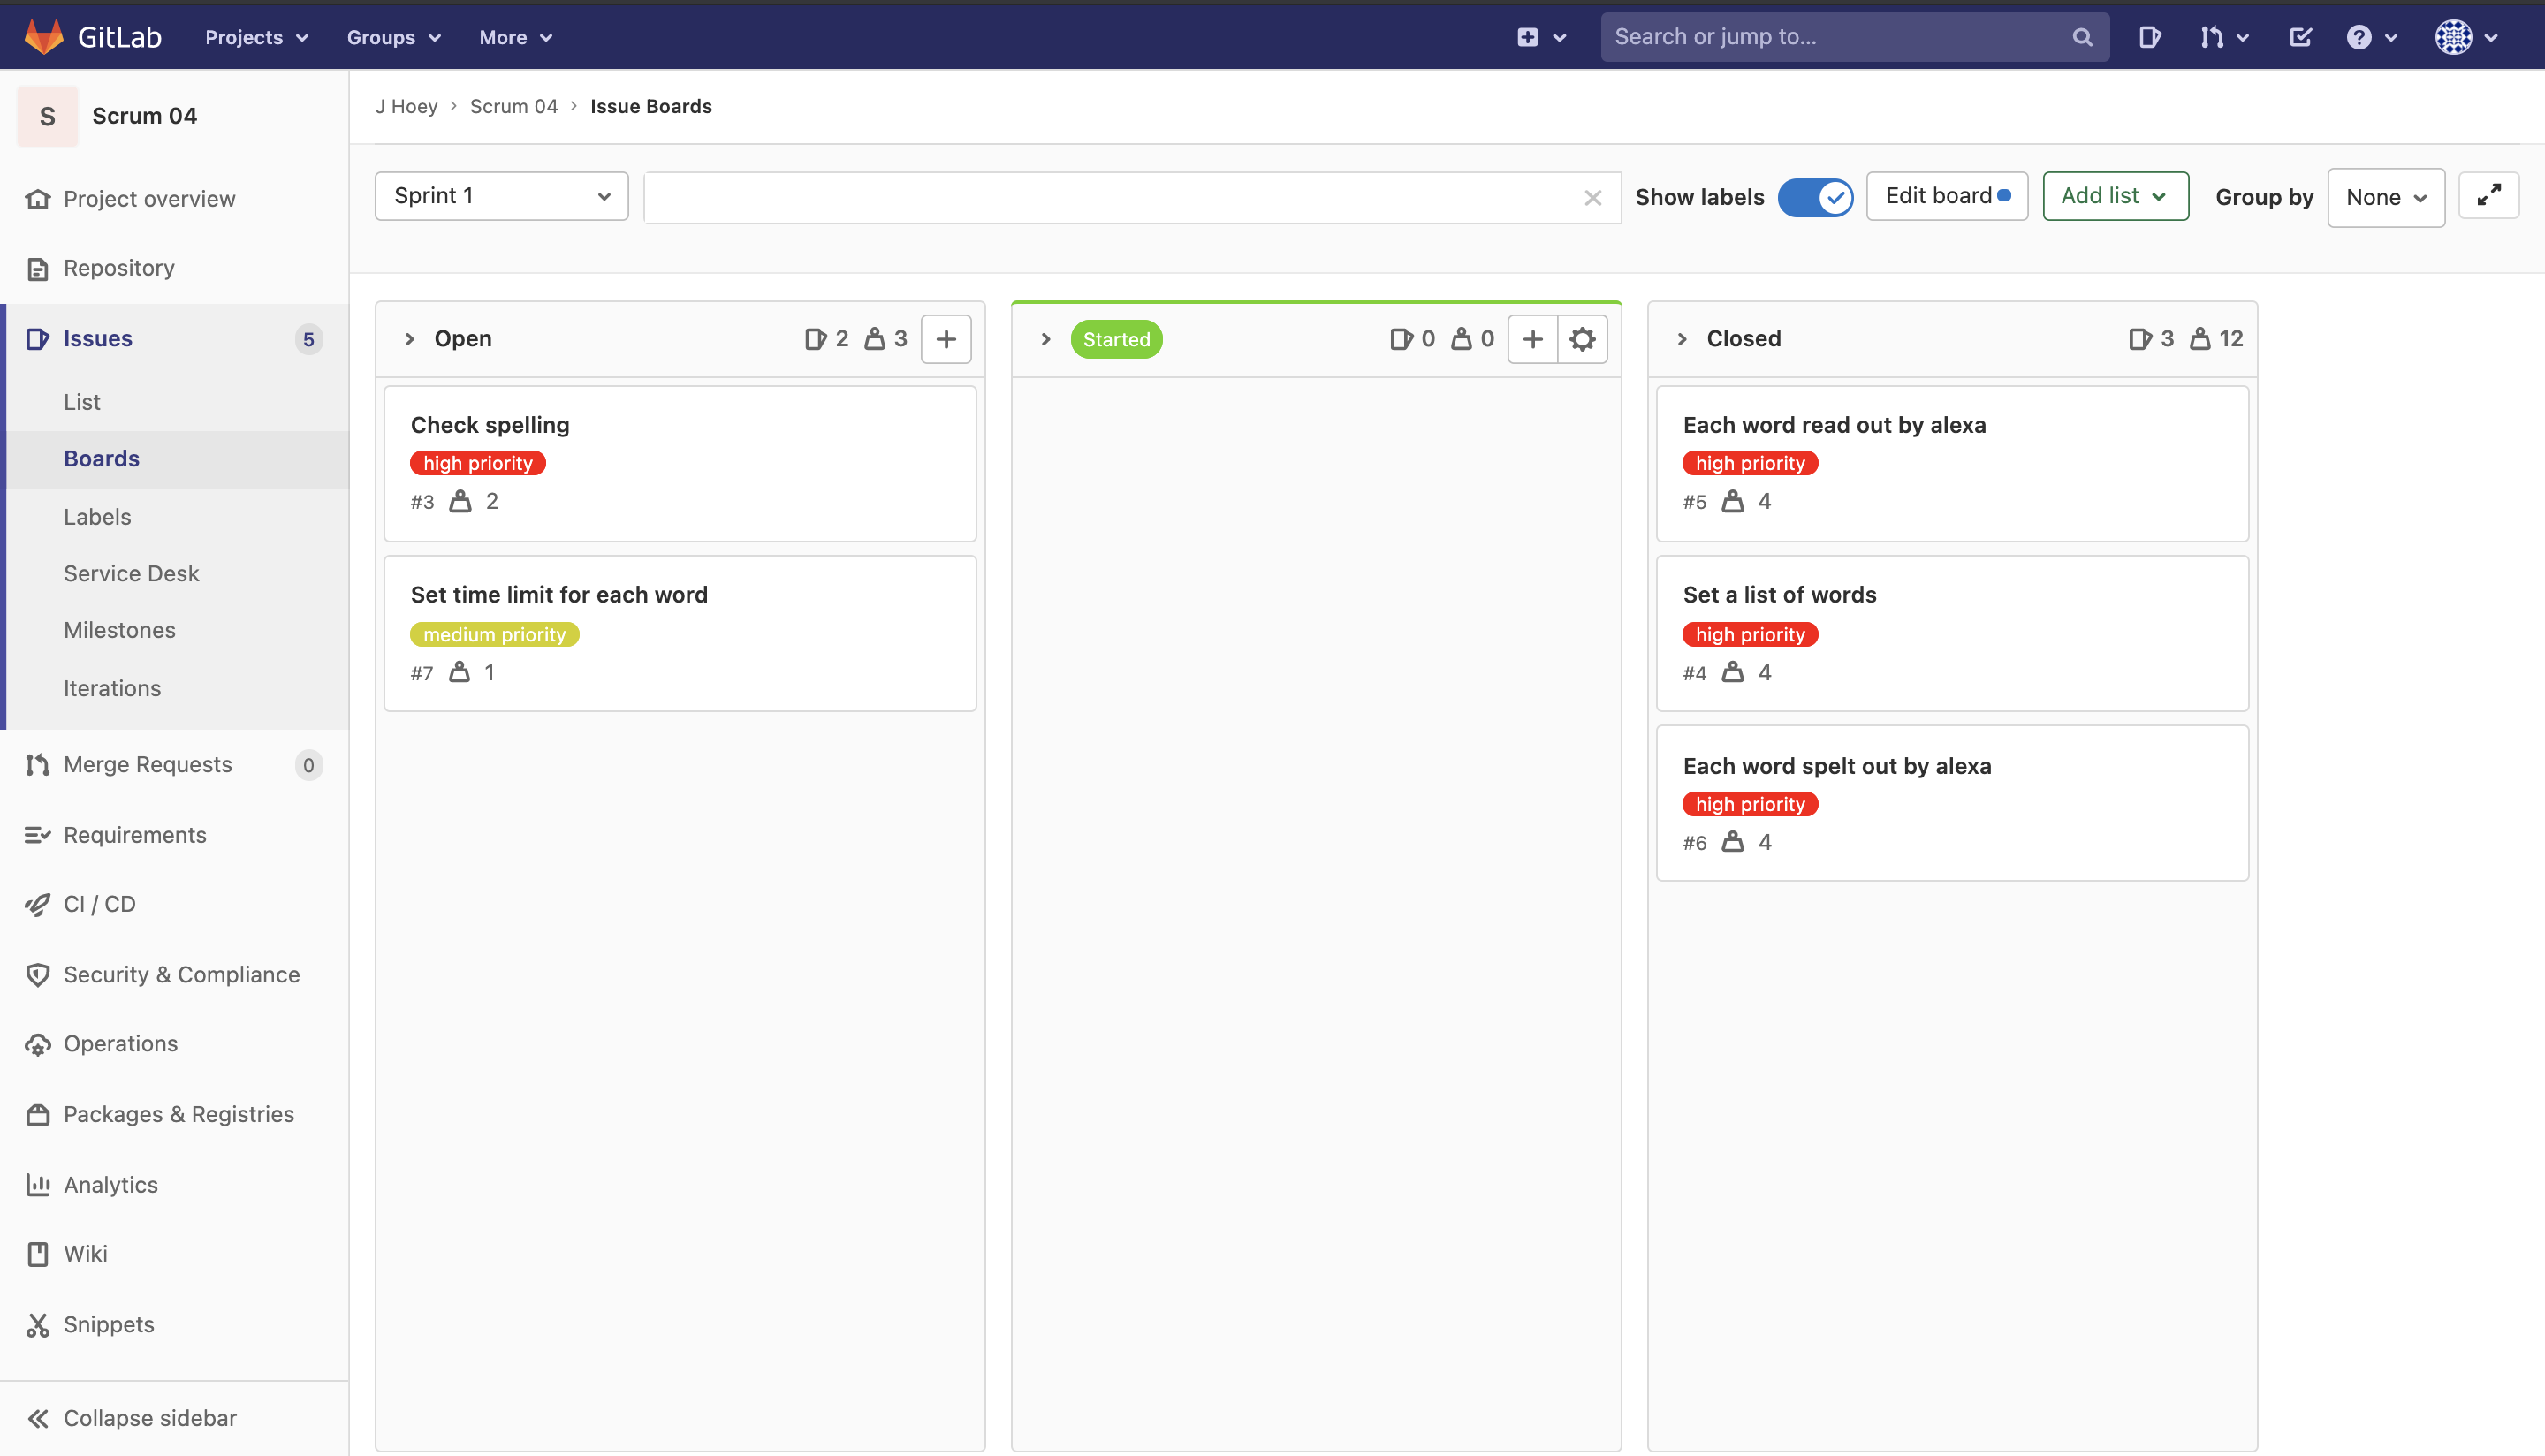 GitLab Projects Groups More Search or jump to...
S Scrum 04
J Hoey > Scrum 04 > Issue Boards
Sprint 1 Show labels Edit board Add list Group by None
Project overview
Repository
Issues 5
List
Boards
Labels
Service Desk
Milestones
Iterations
Merge Requests 0
Requirements
CI / CD
Security & Compliance
Operations
Packages & Registries
Analytics
Wiki
Snippets
Collapse sidebar
Open 2 3
Check spelling
high priority
#3 2
Set time limit for each word
medium priority
#7 1
Started 0 0
Closed 3 12
Each word read out by alexa
high priority
#5 4
Set a list of words
high priority
#4 4
Each word spelt out by alexa
high priority
#6 4